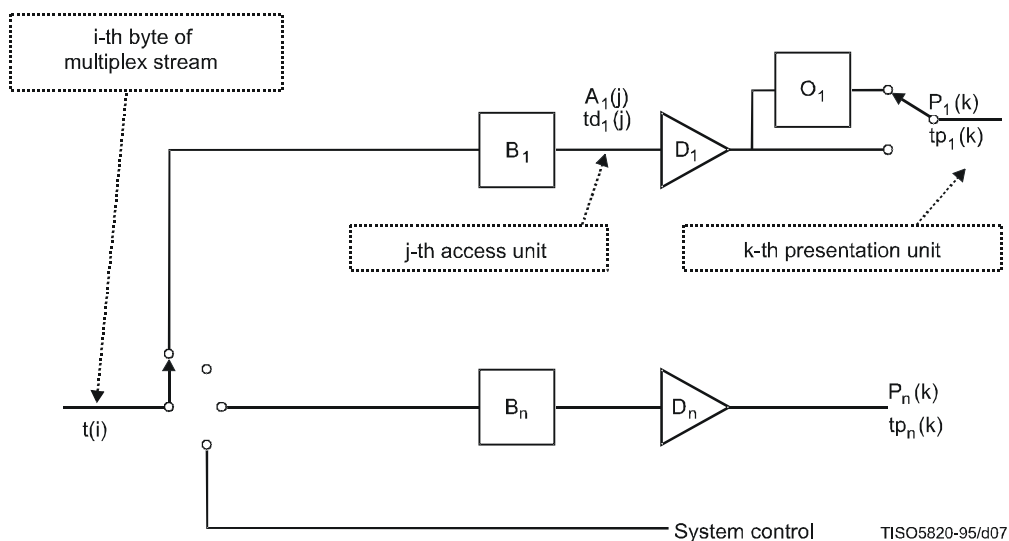 i-th byte of
multiplex stream
A1(j)
td1(j)
O1
P1(k)
tp1(k)
B1
D1
j-th access unit
k-th presentation unit
t(i)
Bn
Dn
Pn(k)
tpn(k)
System control
TISO5820-95/d07